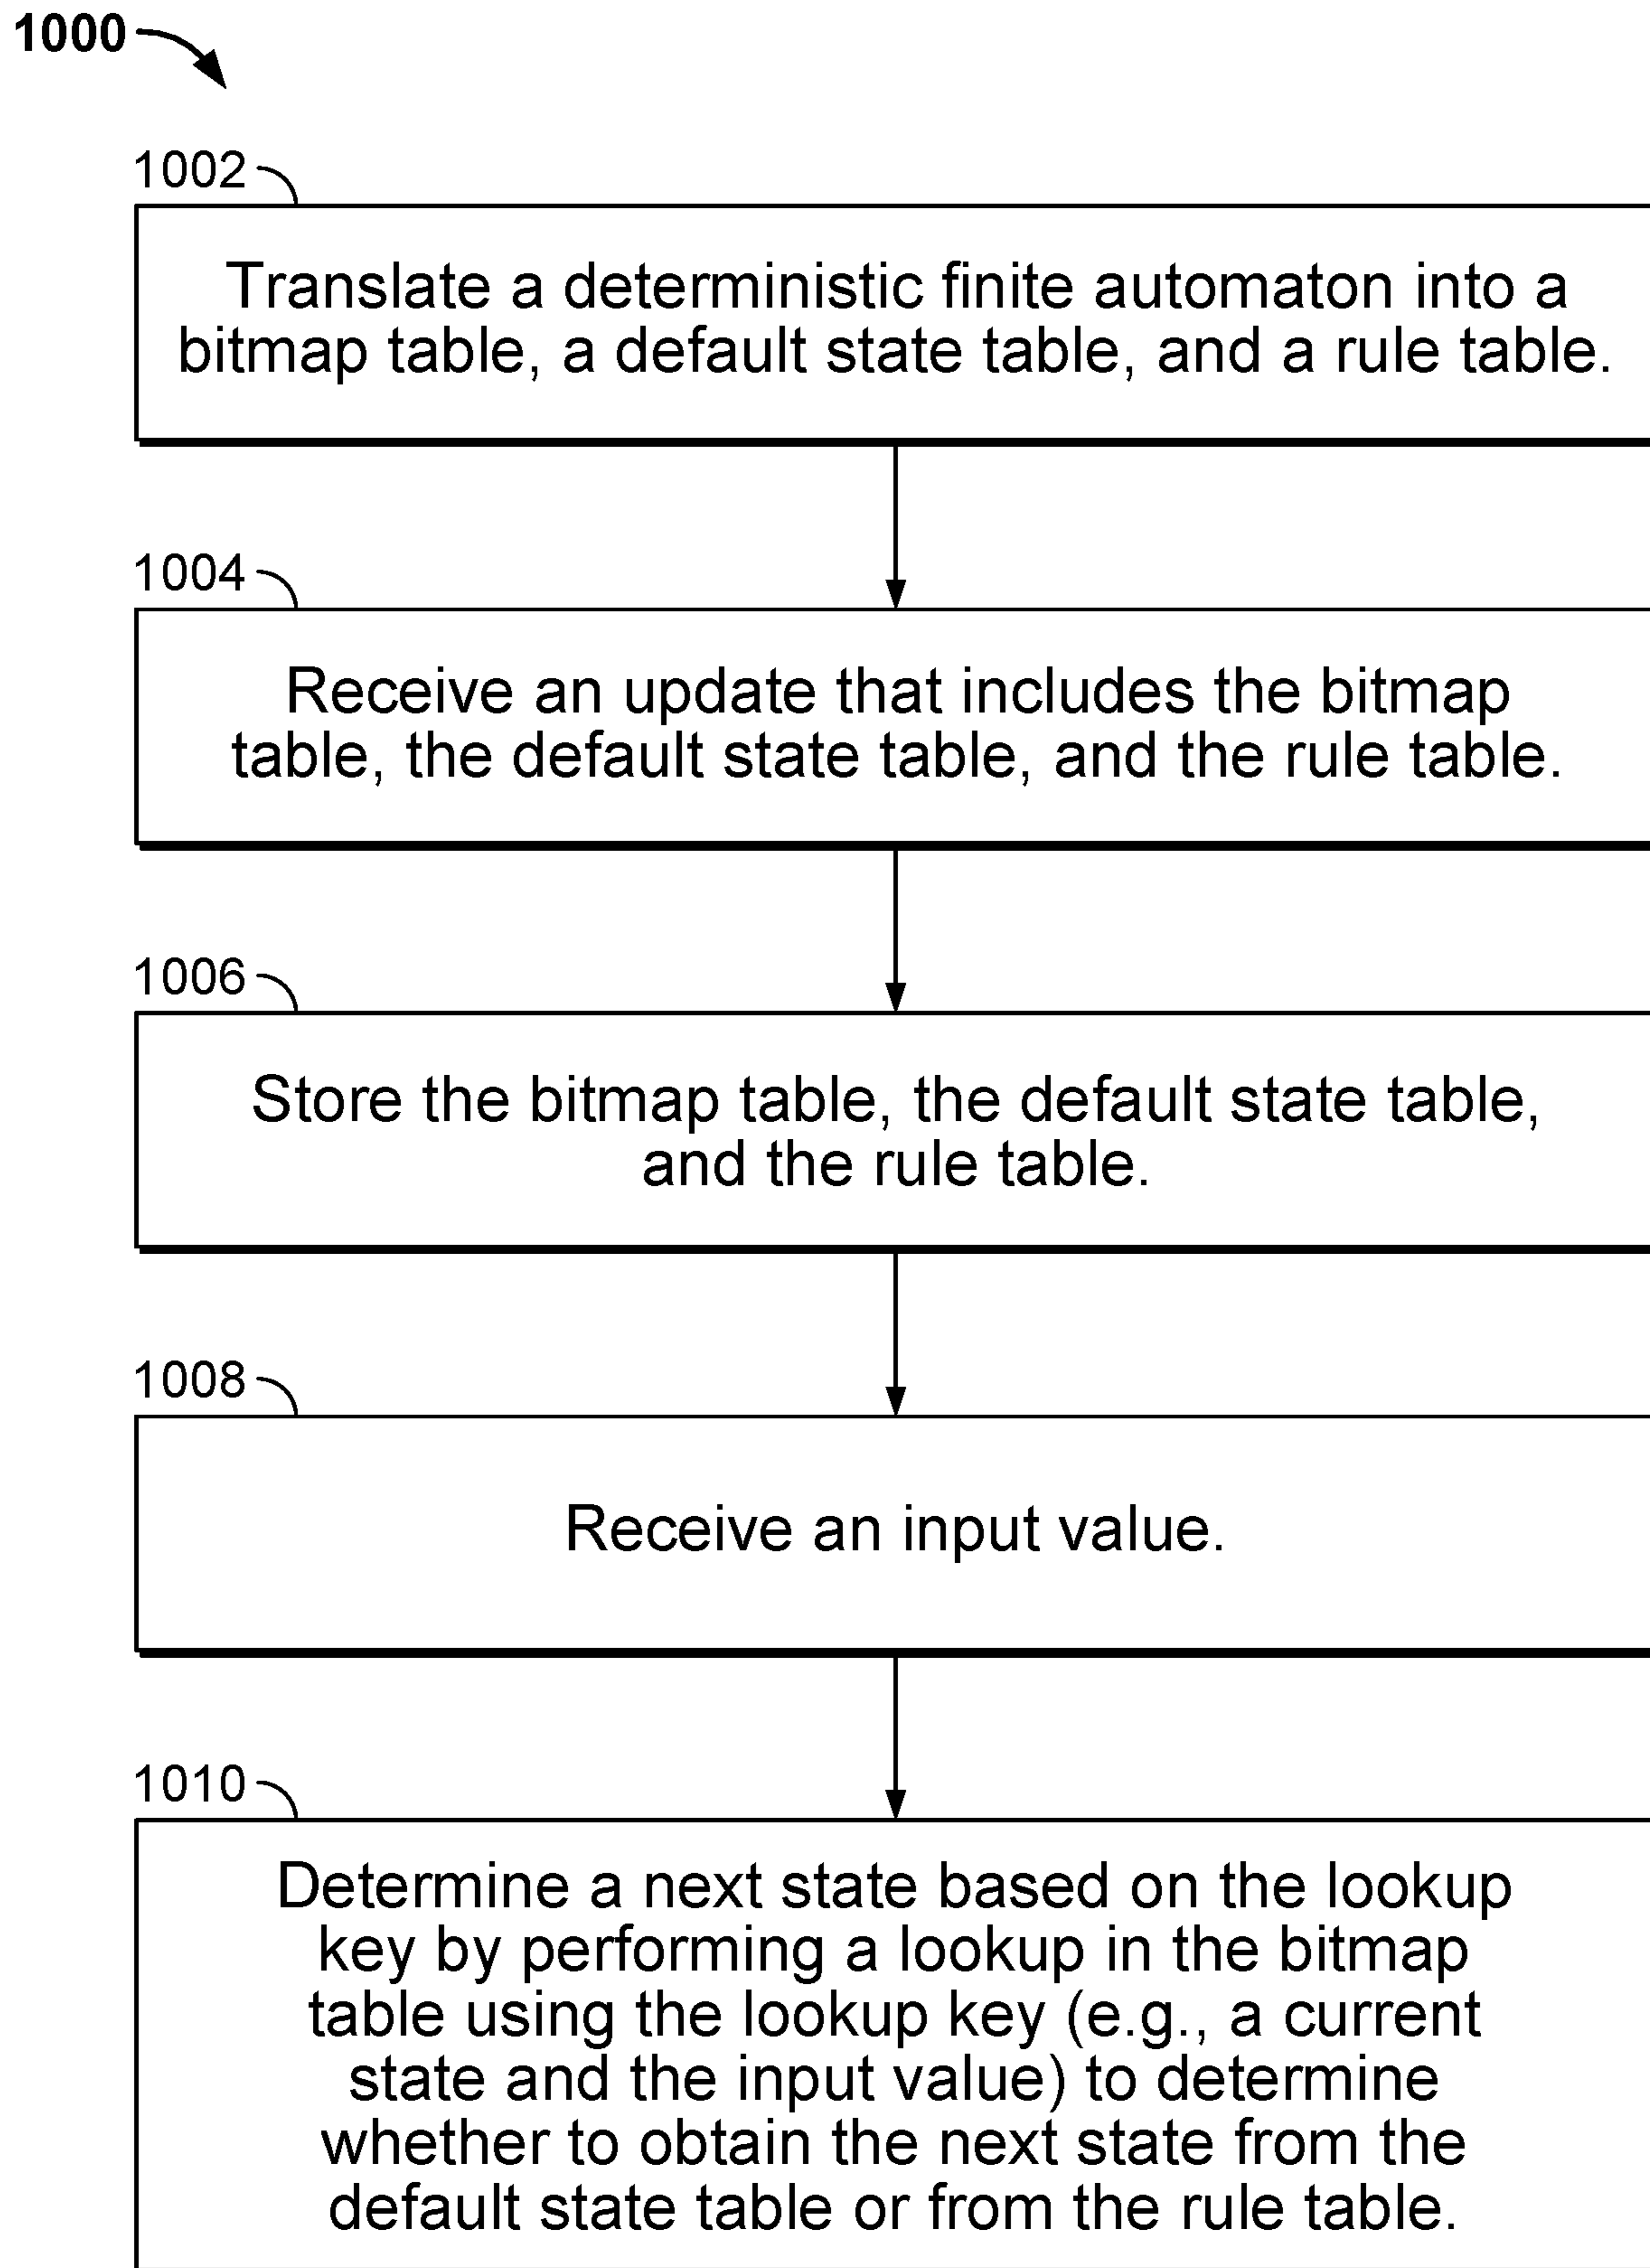 1000
1002
Translate a deterministic finite automaton into a
bitmap table, a default state table, and a rule table.
1004
Receive an update that includes the bitmap
table, the default state table, and the rule table.
1006
Store the bitmap table, the default state table,
and the rule table.
1008
Receive an input value.
1010
Determine a next state based on the lookup
key by performing a lookup in the bitmap
table using the lookup key (e.g., a current
state and the input value) to determine
whether to obtain the next state from the
default state table or from the rule table.